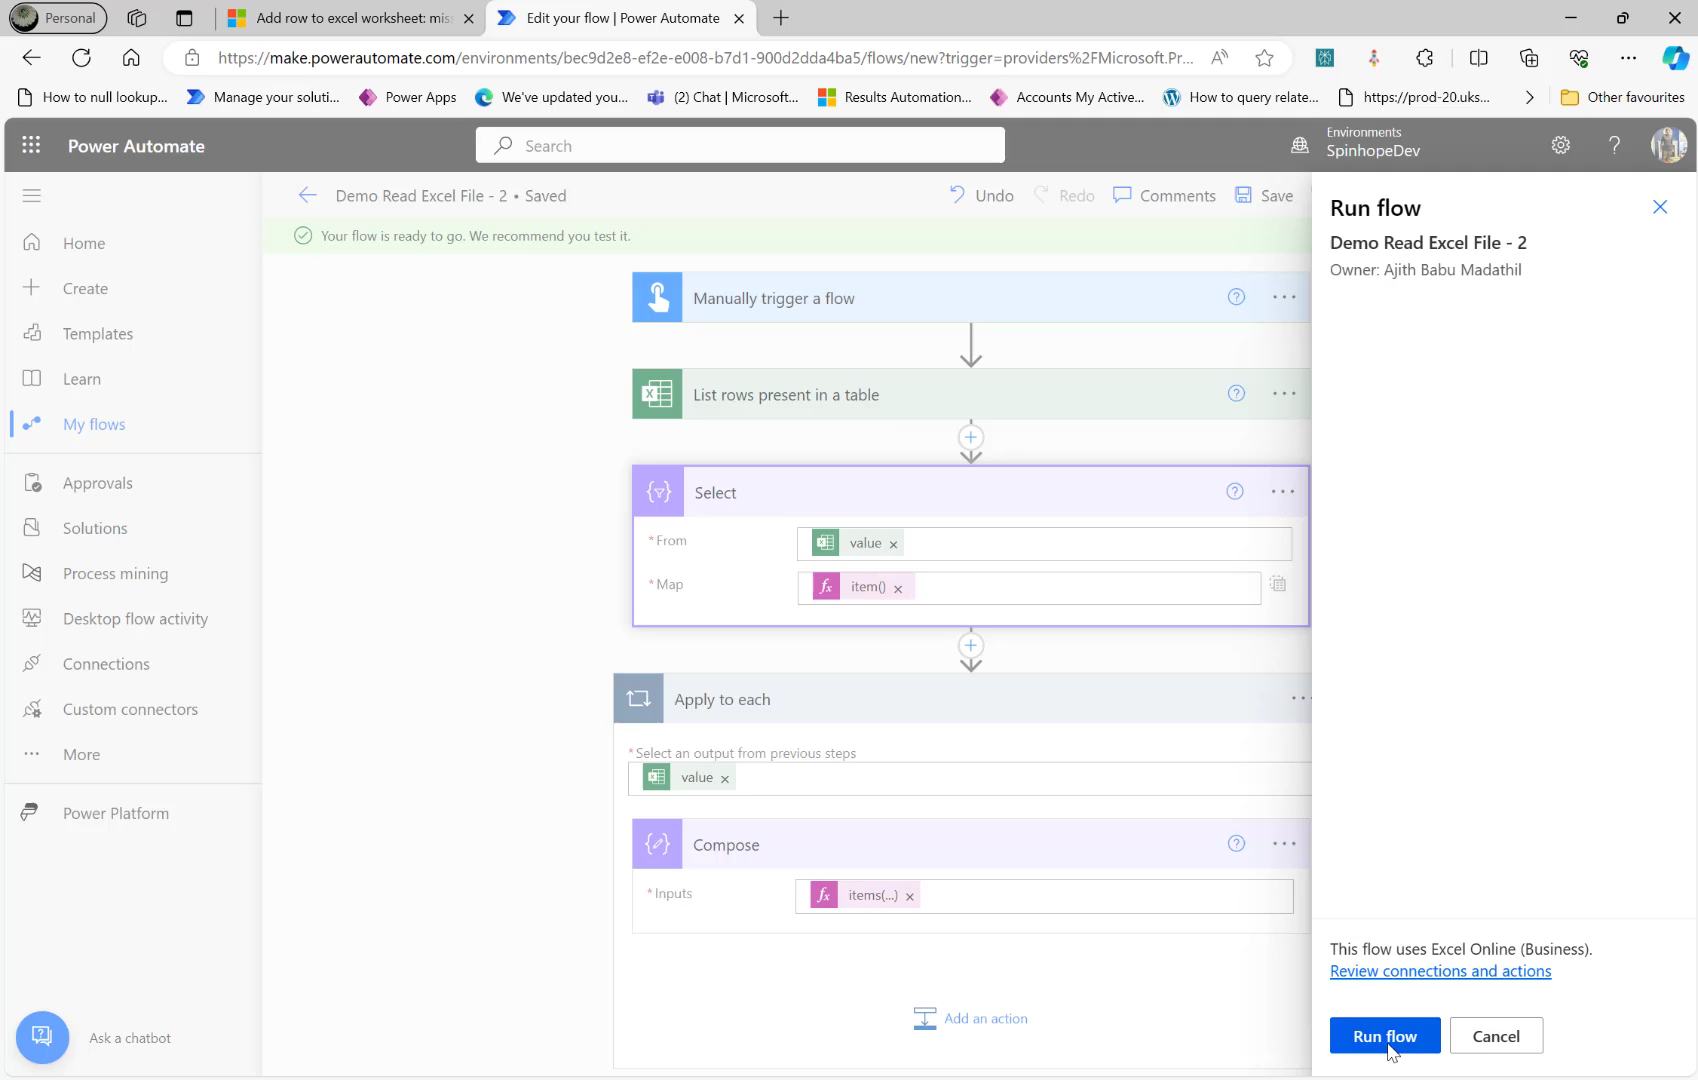 Personal
Add row to excel worksheet: mis
Edit your flow | Power Automate
https://make.powerautomate.com/environments/bec9d2e8-ef2e-e008-b7d1-900d2dda4ba5/flows/new?trigger=providers%2FMicrosoft.Pr...
How to null lookup...
Manage your soluti...
Power Apps
We've updated you...
(2) Chat | Microsoft...
Results Automation...
Accounts My Active...
How to query relate...
https://prod-20.uks...
Other favourites
Power Automate
Search
Environments
SpinhopeDev
Home
Create
Templates
Learn
My flows
Approvals
Solutions
Process mining
Desktop flow activity
Connections
Custom connectors
More
Power Platform
Ask a chatbot
Demo Read Excel File - 2 • Saved
Undo
Redo
Comments
Save
Your flow is ready to go. We recommend you test it.
Manually trigger a flow
List rows present in a table
Select
* From
value
* Map
item()
Apply to each
* Select an output from previous steps
value
Compose
* Inputs
items(...)
Add an action
Run flow
Demo Read Excel File - 2
Owner: Ajith Babu Madathil
This flow uses Excel Online (Business).
Review connections and actions
Run flow
Cancel